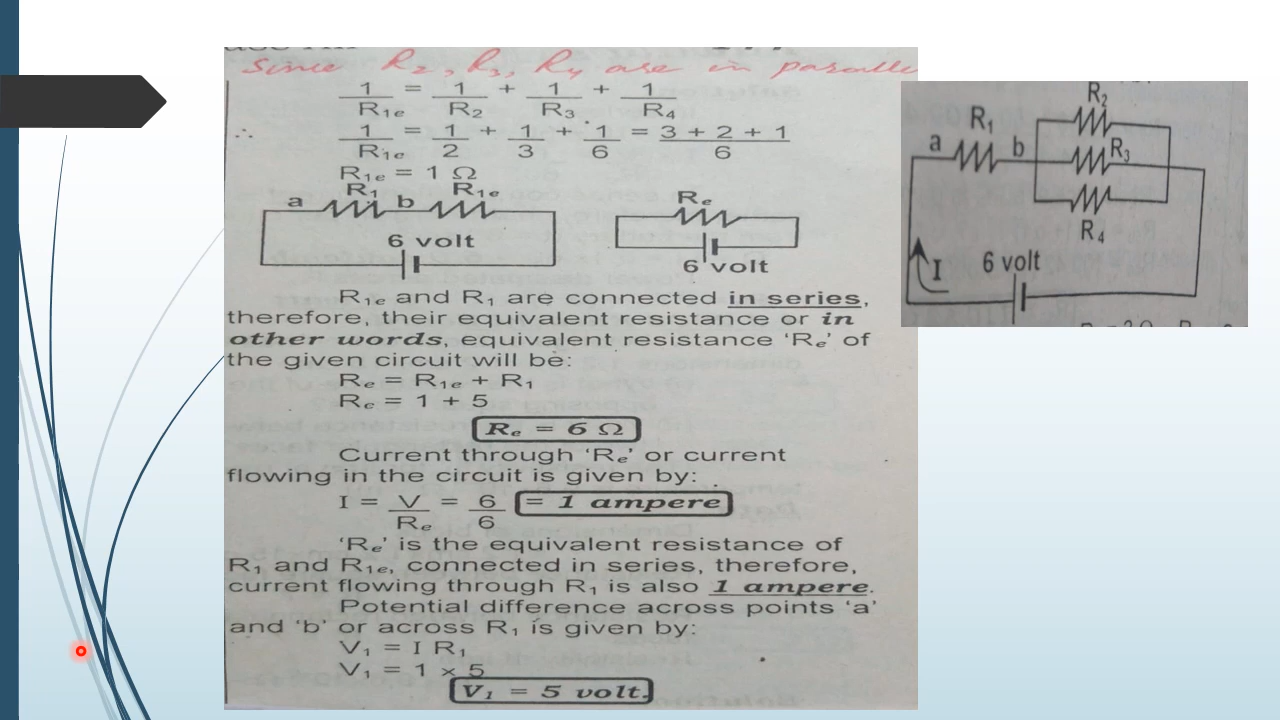 Since R2, R3, R4 are in paralle
1/R₁ₑ = 1/R₂ + 1/R₃ + 1/R₄
∴ 1/R₁ₑ = 1/2 + 1/3 + 1/6 = 3 + 2 + 1/6
R₁ₑ = 1 Ω
a R₁ b R₁ₑ
6 volt
Rₑ
6 volt
R₁ₑ and R₁ are connected in series,
therefore, their equivalent resistance or in
other words, equivalent resistance ‘Rₑ’ of
the given circuit will be:
Rₑ = R₁ₑ + R₁
Rₑ = 1 + 5
Rₑ = 6 Ω
Current through ‘Rₑ’ or current
flowing in the circuit is given by:
I = V/Rₑ = 6/6 = 1 ampere
‘Rₑ’ is the equivalent resistance of
R₁ and R₁ₑ, connected in series, therefore,
current flowing through R₁ is also 1 ampere.
Potential difference across points ‘a’
and ‘b’ or across R₁ is given by:
V₁ = I R₁
V₁ = 1 × 5
V₁ = 5 volt.
R₂
R₁
a b R₃
R₄
I 6 volt